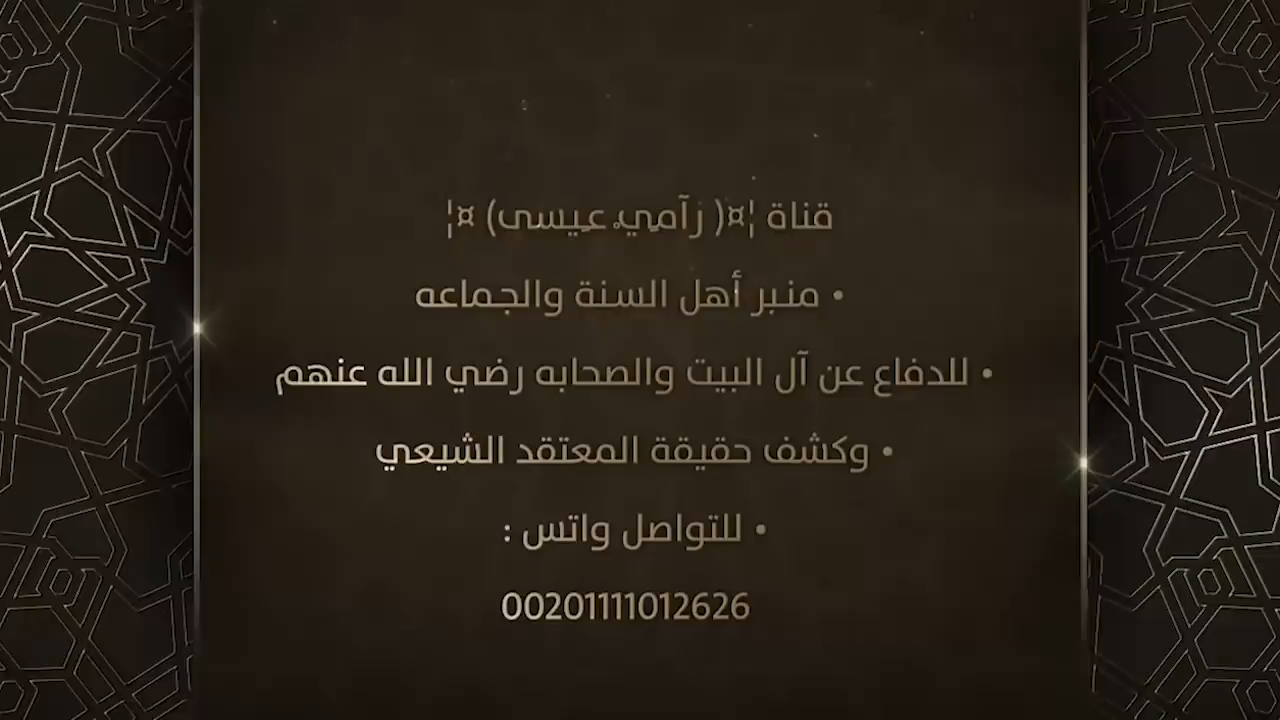 قناة ¦¤( رآمي۾ عيسى) ¤¦
• منبر أهل السنة والجماعه
• للدفاع عن آل البيت والصحابه رضي الله عنهم
• وكشف حقيقة المعتقد الشيعي
• للتواصل واتس :
00201111012626